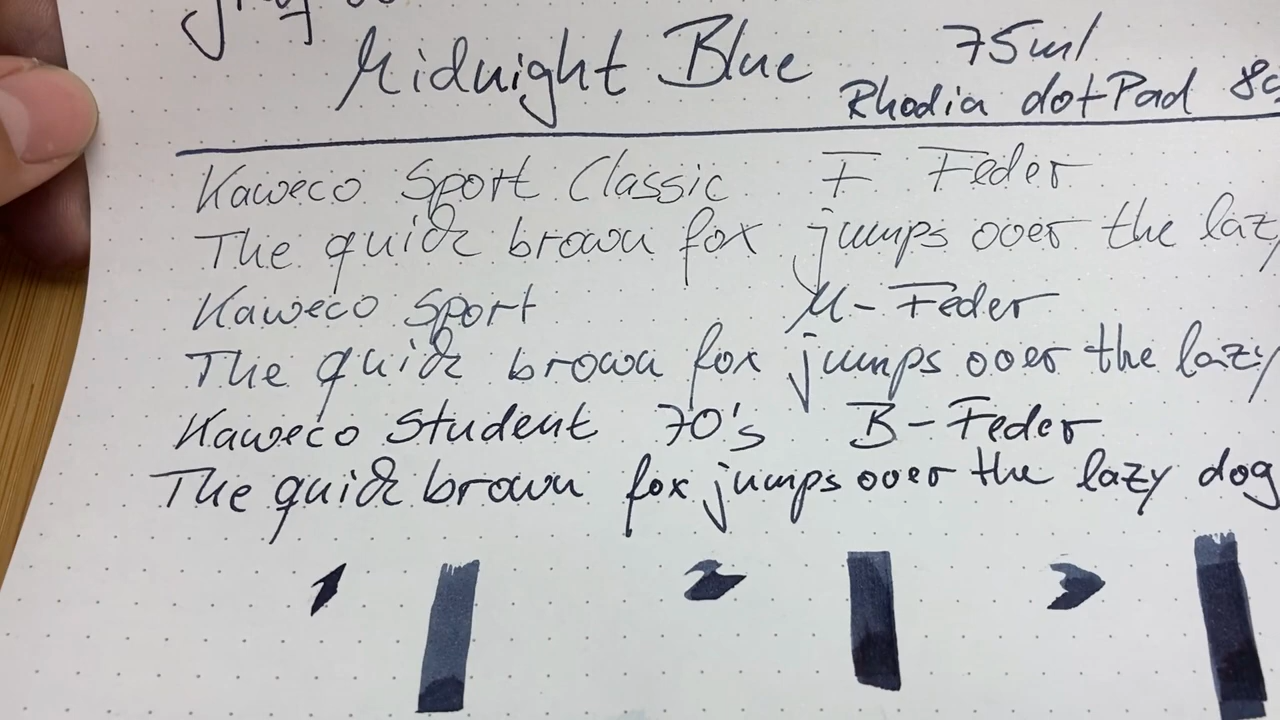 Midnight Blue 75ml
Rhodia dotPad
Kaweco Sport Classic F Feder
The quick brown fox jumps over the lazy
Kaweco Sport M-Feder
The quick brown fox jumps over the lazy
Kaweco Student 70's B-Feder
The quick brown fox jumps over the lazy dog